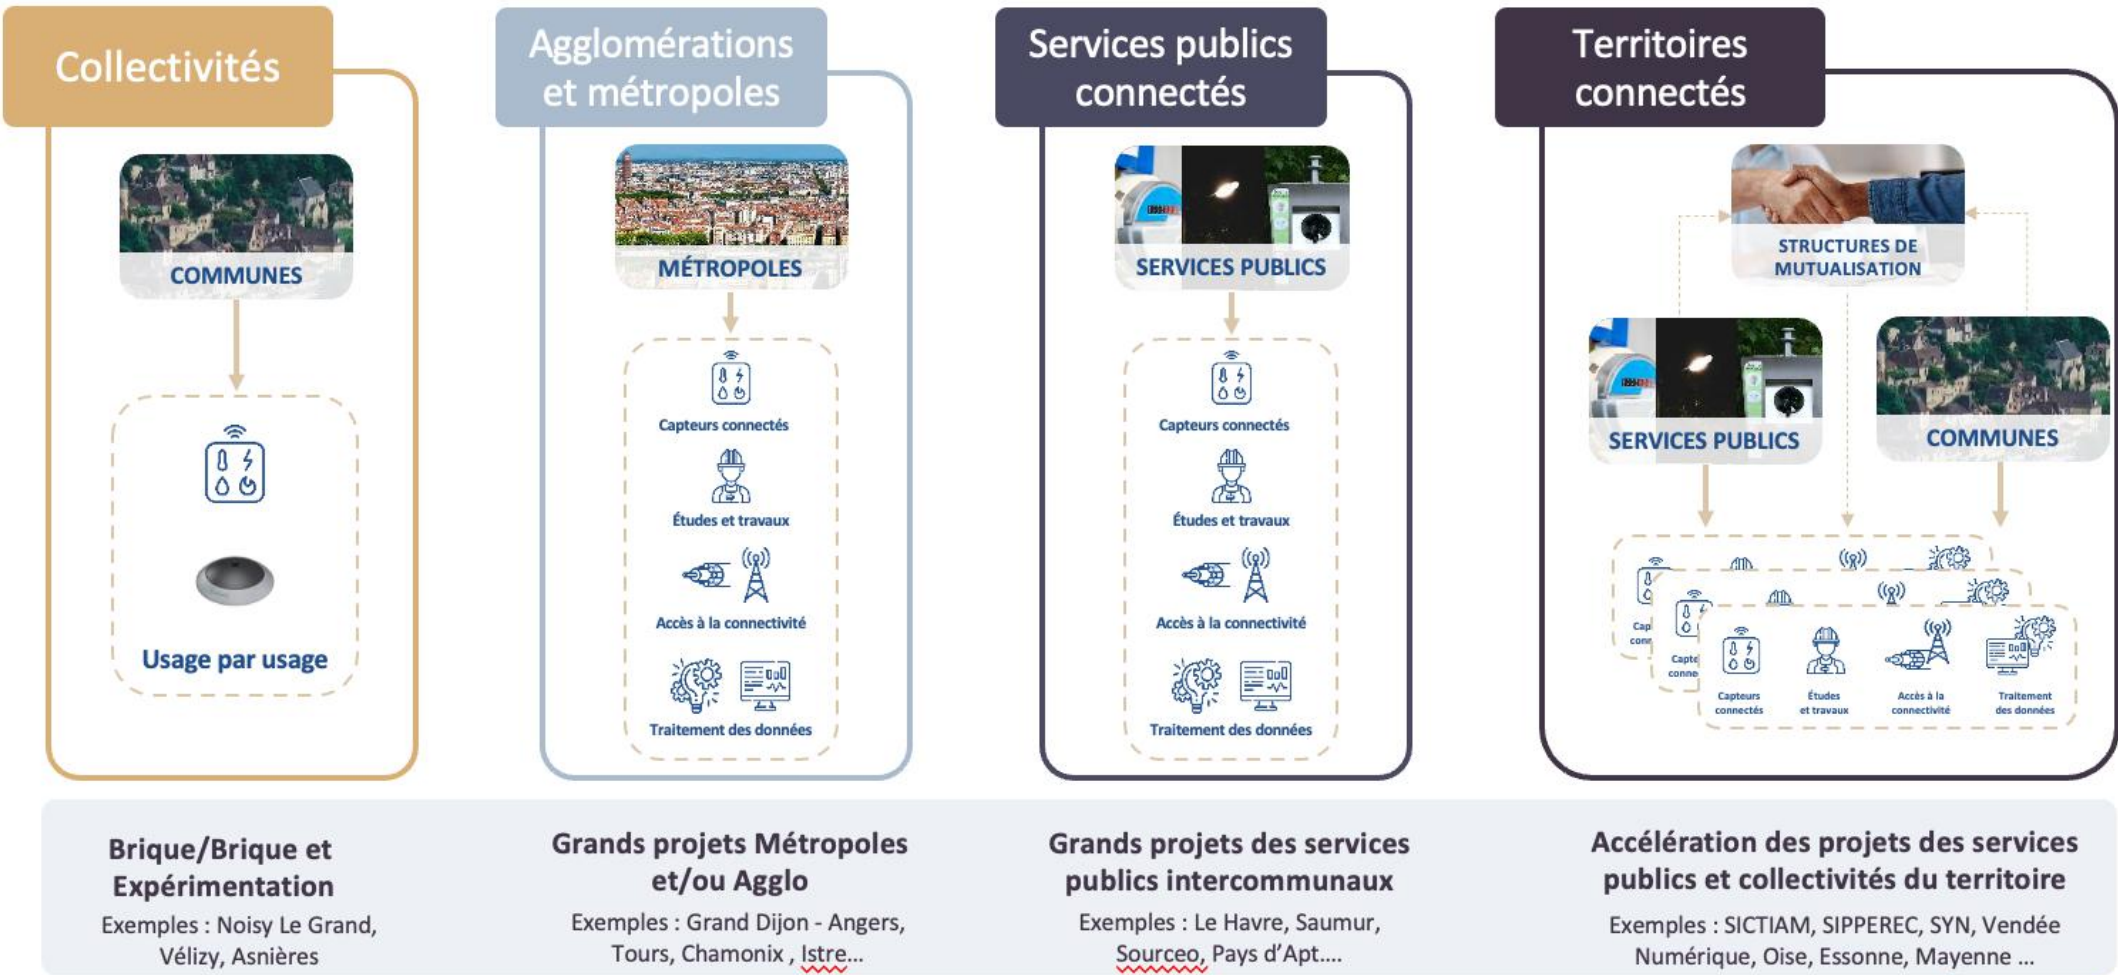 Collectivités
COMMUNES
Usage par usage
Brique/Brique et
Expérimentation
Exemples : Noisy Le Grand,
Vélizy, Asnières
Agglomérations
et métropoles
MÉTROPOLES
Capteurs connectés
Études et travaux
Accès à la connectivité
Traitement des données
Grands projets Métropoles
et/ou Agglo
Exemples : Grand Dijon - Angers,
Tours, Chamonix , Istre...
Services publics
connectés
SERVICES PUBLICS
Capteurs connectés
Études et travaux
Accès à la connectivité
Traitement des données
Grands projets des services
publics intercommunaux
Exemples : Le Havre, Saumur,
Sourceo, Pays d’Apt....
Territoires
connectés
STRUCTURES DE
MUTUALISATION
SERVICES PUBLICS
COMMUNES
Capteurs
connectés
Études
et travaux
Accès à la
connectivité
Traitement
des données
Accélération des projets des services
publics et collectivités du territoire
Exemples : SICTIAM, SIPPEREC, SYN, Vendée
Numérique, Oise, Essonne, Mayenne ...